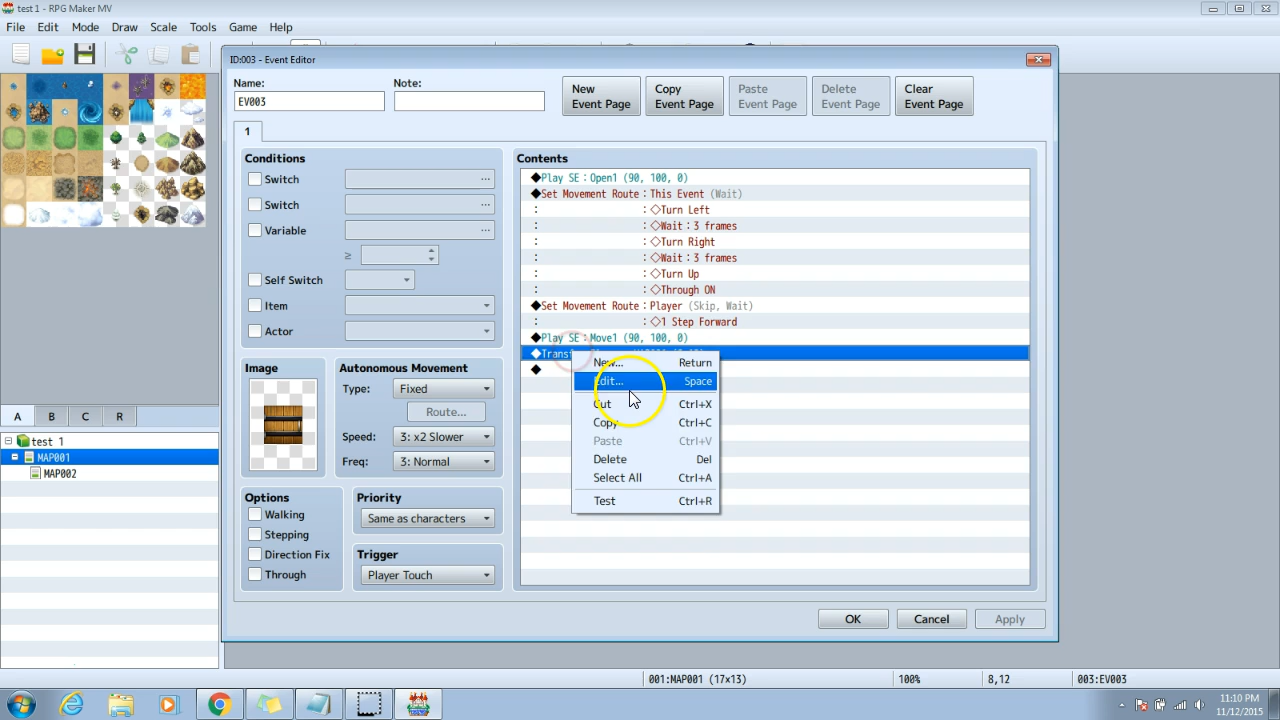 test 1 - RPG Maker MV
File Edit Mode Draw Scale Tools Game Help
ID:003 - Event Editor
Name:
Note:
EV003
New Event Page
Copy Event Page
Paste Event Page
Delete Event Page
Clear Event Page
1
Conditions
Switch ...
Switch ...
Variable ...
≥
Self Switch
Item
Actor
Image
Autonomous Movement
Type: Fixed
Route...
Speed: 3: x2 Slower
Freq: 3: Normal
Options
Walking
Stepping
Direction Fix
Through
Priority
Same as characters
Trigger
Player Touch
Contents
◆Play SE : Open1 (90, 100, 0)
◆Set Movement Route : This Event (Wait)
: : ◇Turn Left
: : ◇Wait : 3 frames
: : ◇Turn Right
: : ◇Wait : 3 frames
: : ◇Turn Up
: : ◇Through ON
◆Set Movement Route : Player (Skip, Wait)
: : ◇1 Step Forward
◆Play SE : Move1 (90, 100, 0)
◆
New... Return
Edit... Space
Cut Ctrl+X
Copy Ctrl+C
Paste Ctrl+V
Delete Del
Select All Ctrl+A
Test Ctrl+R
OK
Cancel
Apply
A B C R
test 1
MAP001
MAP002
001:MAP001 (17x13)
100%
8,12
003:EV003
11:10 PM
11/12/2015